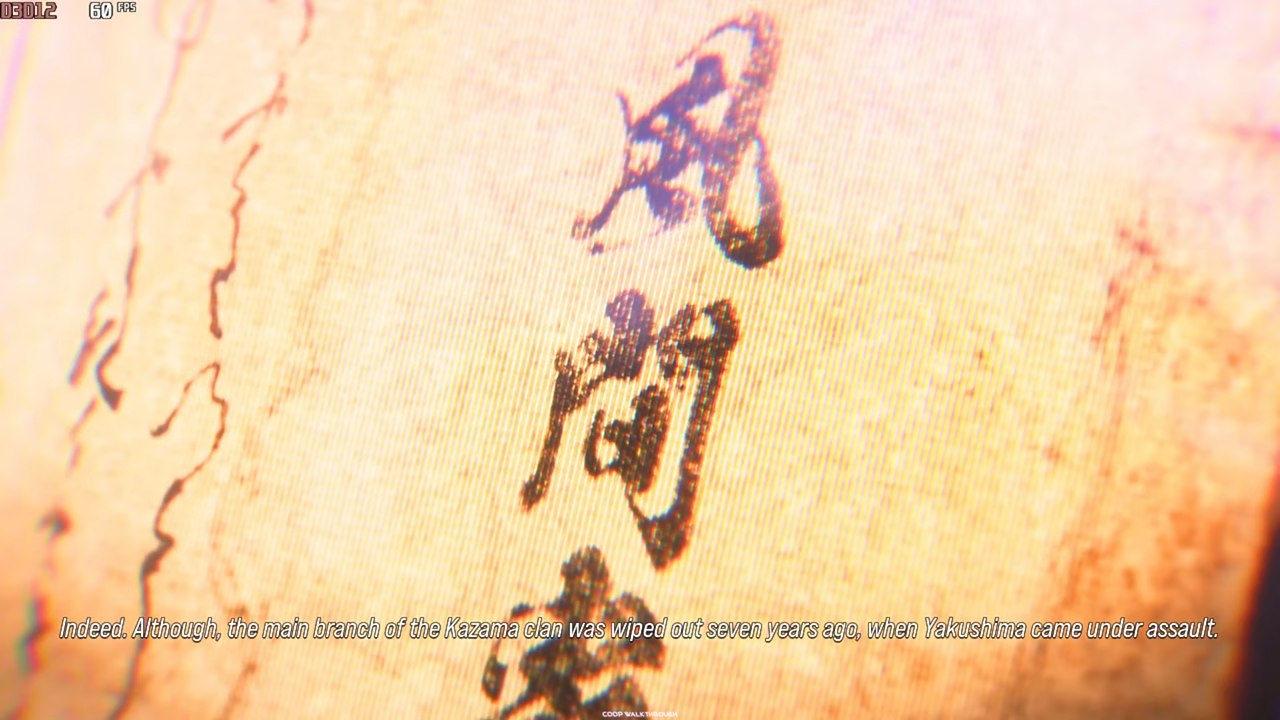 D3D12 60 FPS
風間家
Indeed. Although, the main branch of the Kazama clan was wiped out seven years ago, when Yakushima came under assault.
COOP WALKTHROUGH